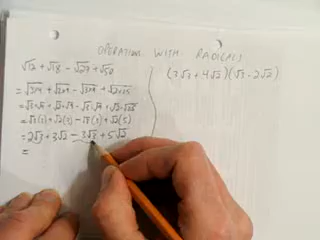 OPERATIONS WITH RADICALS
√12 + √18 - √27 + √50
= √3·4 + √2·9 - √3·9 + √2·25
= √3·√4 + √2·√9 - √3·√9 + √2·√25
= √3(2) + √2(3) - √3(3) + √2(5)
= 2√3 + 3√2 - 3√3 + 5√2
=
(3√3 + 4√2)(√3 - 2√2)